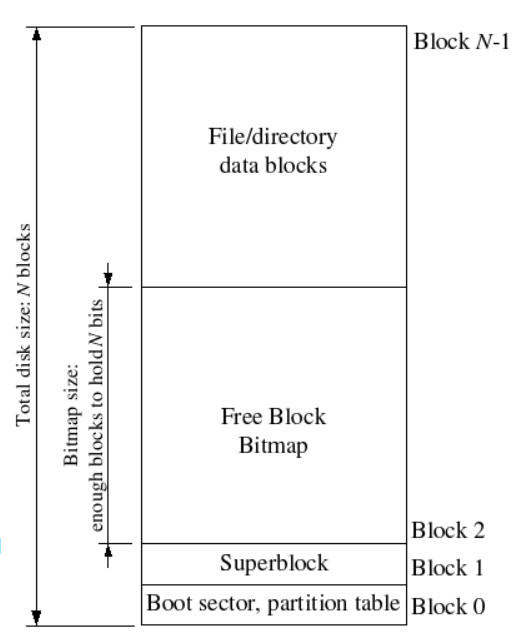 Block N-1
File/directory
data blocks
Total disk size: N blocks
Bitmap size:
enough blocks to hold N bits
Free Block
Bitmap
Block 2
Superblock
Block 1
Boot sector, partition table
Block 0